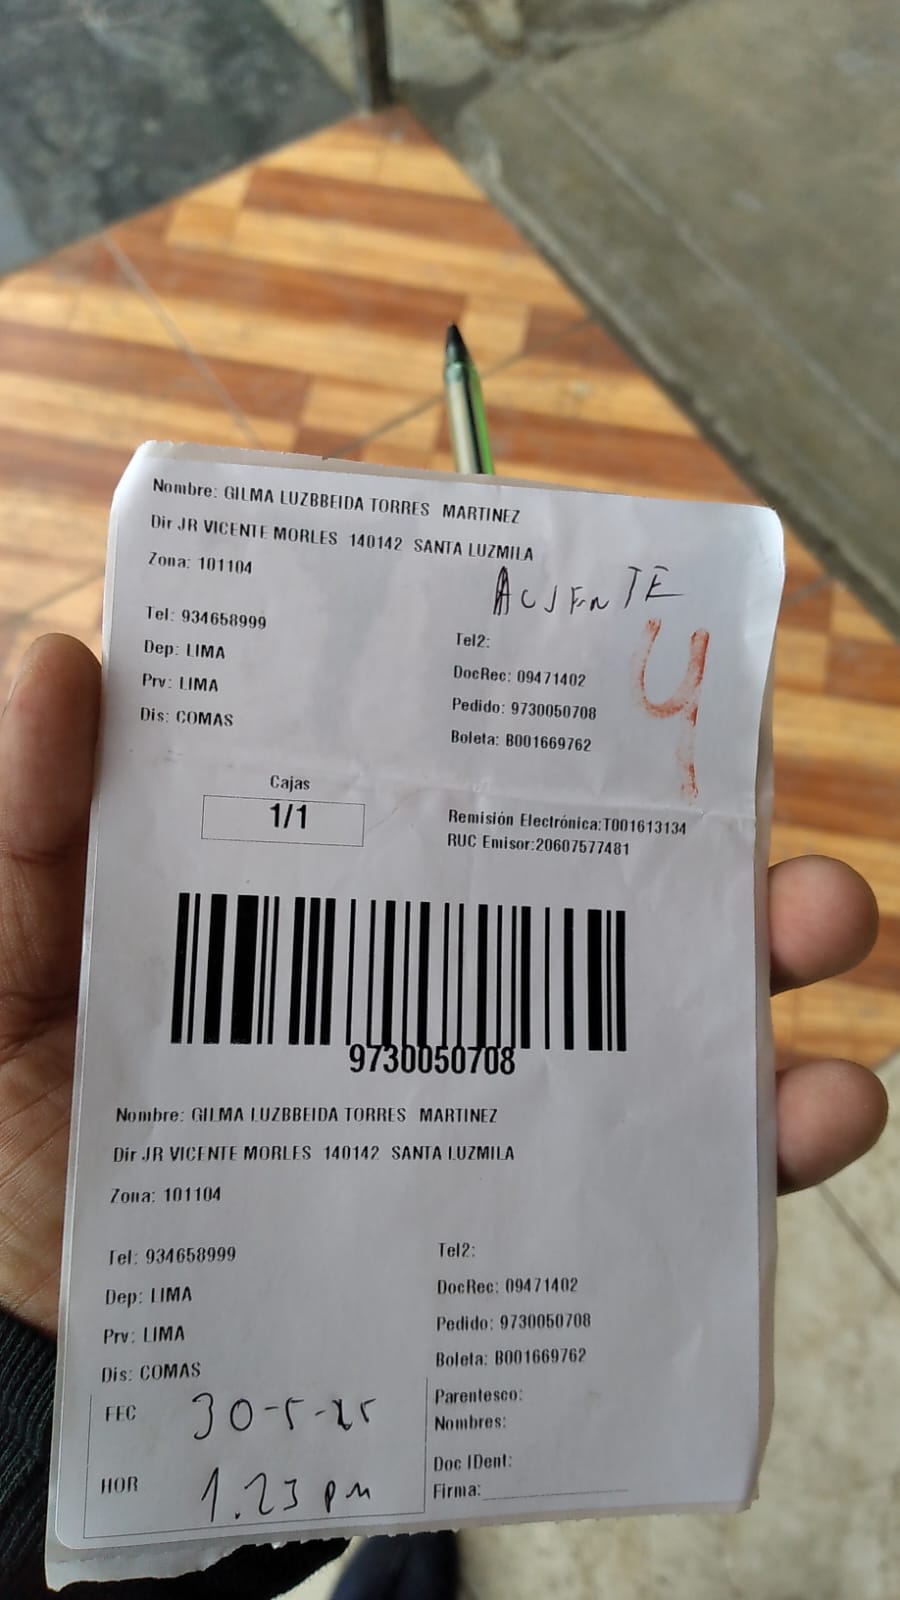 Nombre: GILMA LUZBBEIDA TORRES MARTINEZ
Dir JR VICENTE MORLES 140142 SANTA LUZMILA
Zona: 101104
AUSENTE
Tel: 934658999
Tel2:
4
Dep: LIMA
DocRec: 09471402
Prv: LIMA
Pedido: 9730050708
Dis: COMAS
Boleta: B001669762
Cajas
1/1
Remisión Electrónica:T001613134
RUC Emisor:20607577481
9730050708
Nombre: GILMA LUZBBEIDA TORRES MARTINEZ
Dir JR VICENTE MORLES 140142 SANTA LUZMILA
Zona: 101104
Tel: 934658999
Tel2:
Dep: LIMA
DocRec: 09471402
Prv: LIMA
Pedido: 9730050708
Dis: COMAS
Boleta: B001669762
FEC 30-5-25
Parentesco:
Nombres:
HOR 1.23 pm
Doc IDent:
Firma: